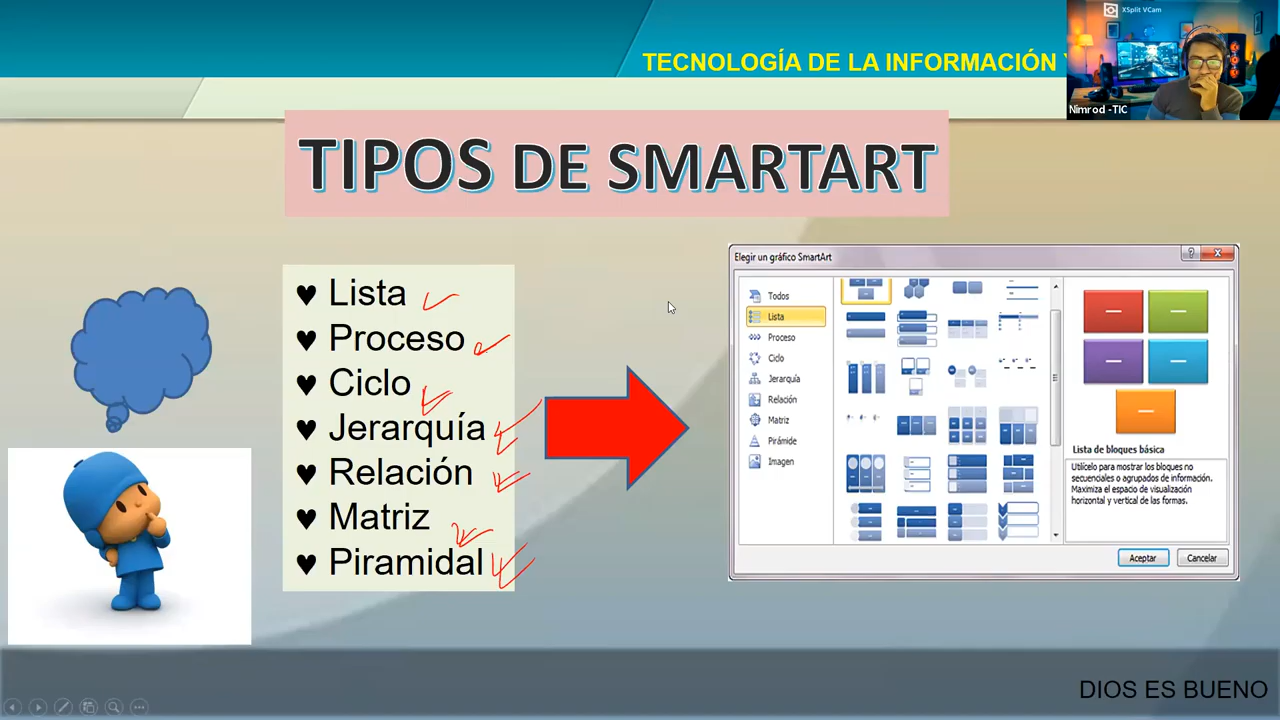 XSplit VCam
TECNOLOGÍA DE LA INFORMACIÓN
Nimrod -TIC
TIPOS DE SMARTART
♥ Lista
♥ Proceso
♥ Ciclo
♥ Jerarquía
♥ Relación
♥ Matriz
♥ Piramidal
Elegir un gráfico SmartArt
Todos
Lista
Proceso
Ciclo
Jerarquía
Relación
Matriz
Pirámide
Imagen
Lista de bloques básica
Utilícelo para mostrar los bloques no
secuenciales o agrupados de información.
Maximiza el espacio de visualización
horizontal y vertical de las formas.
Aceptar
Cancelar
DIOS ES BUENO